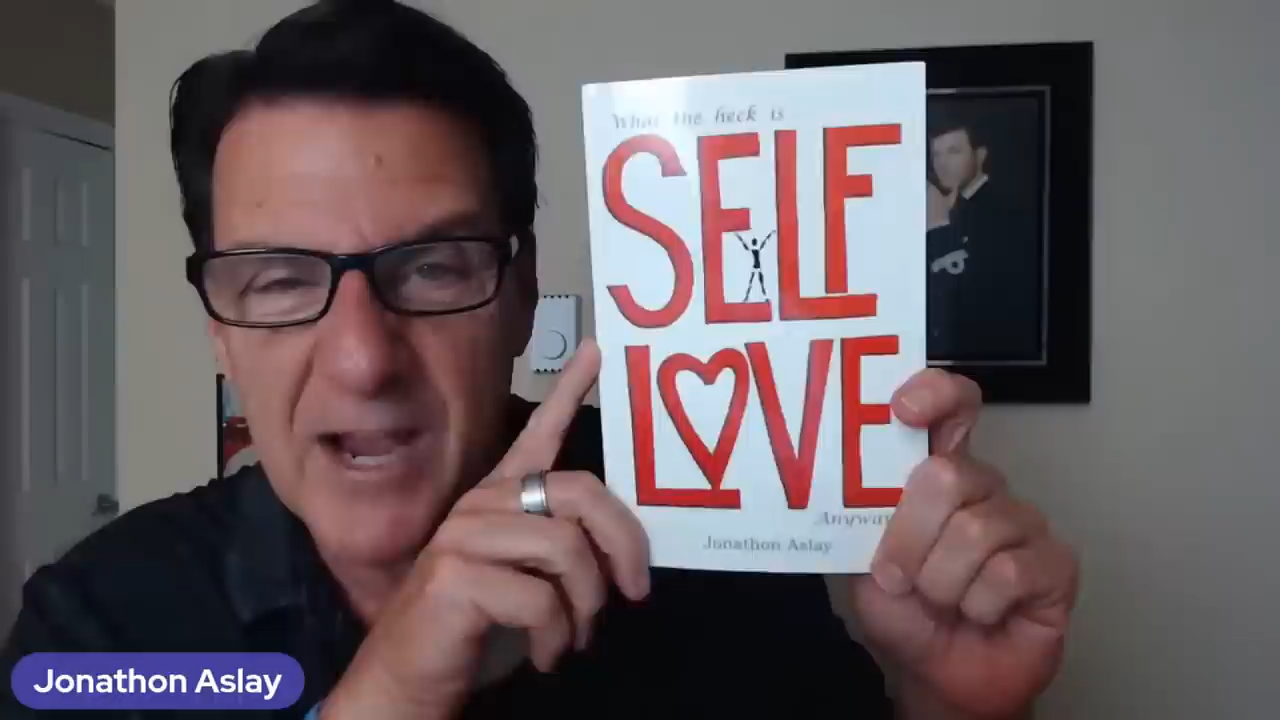 What the heck is
SELF
LOVE
Anyway
Jonathon Aslay
Jonathon Aslay